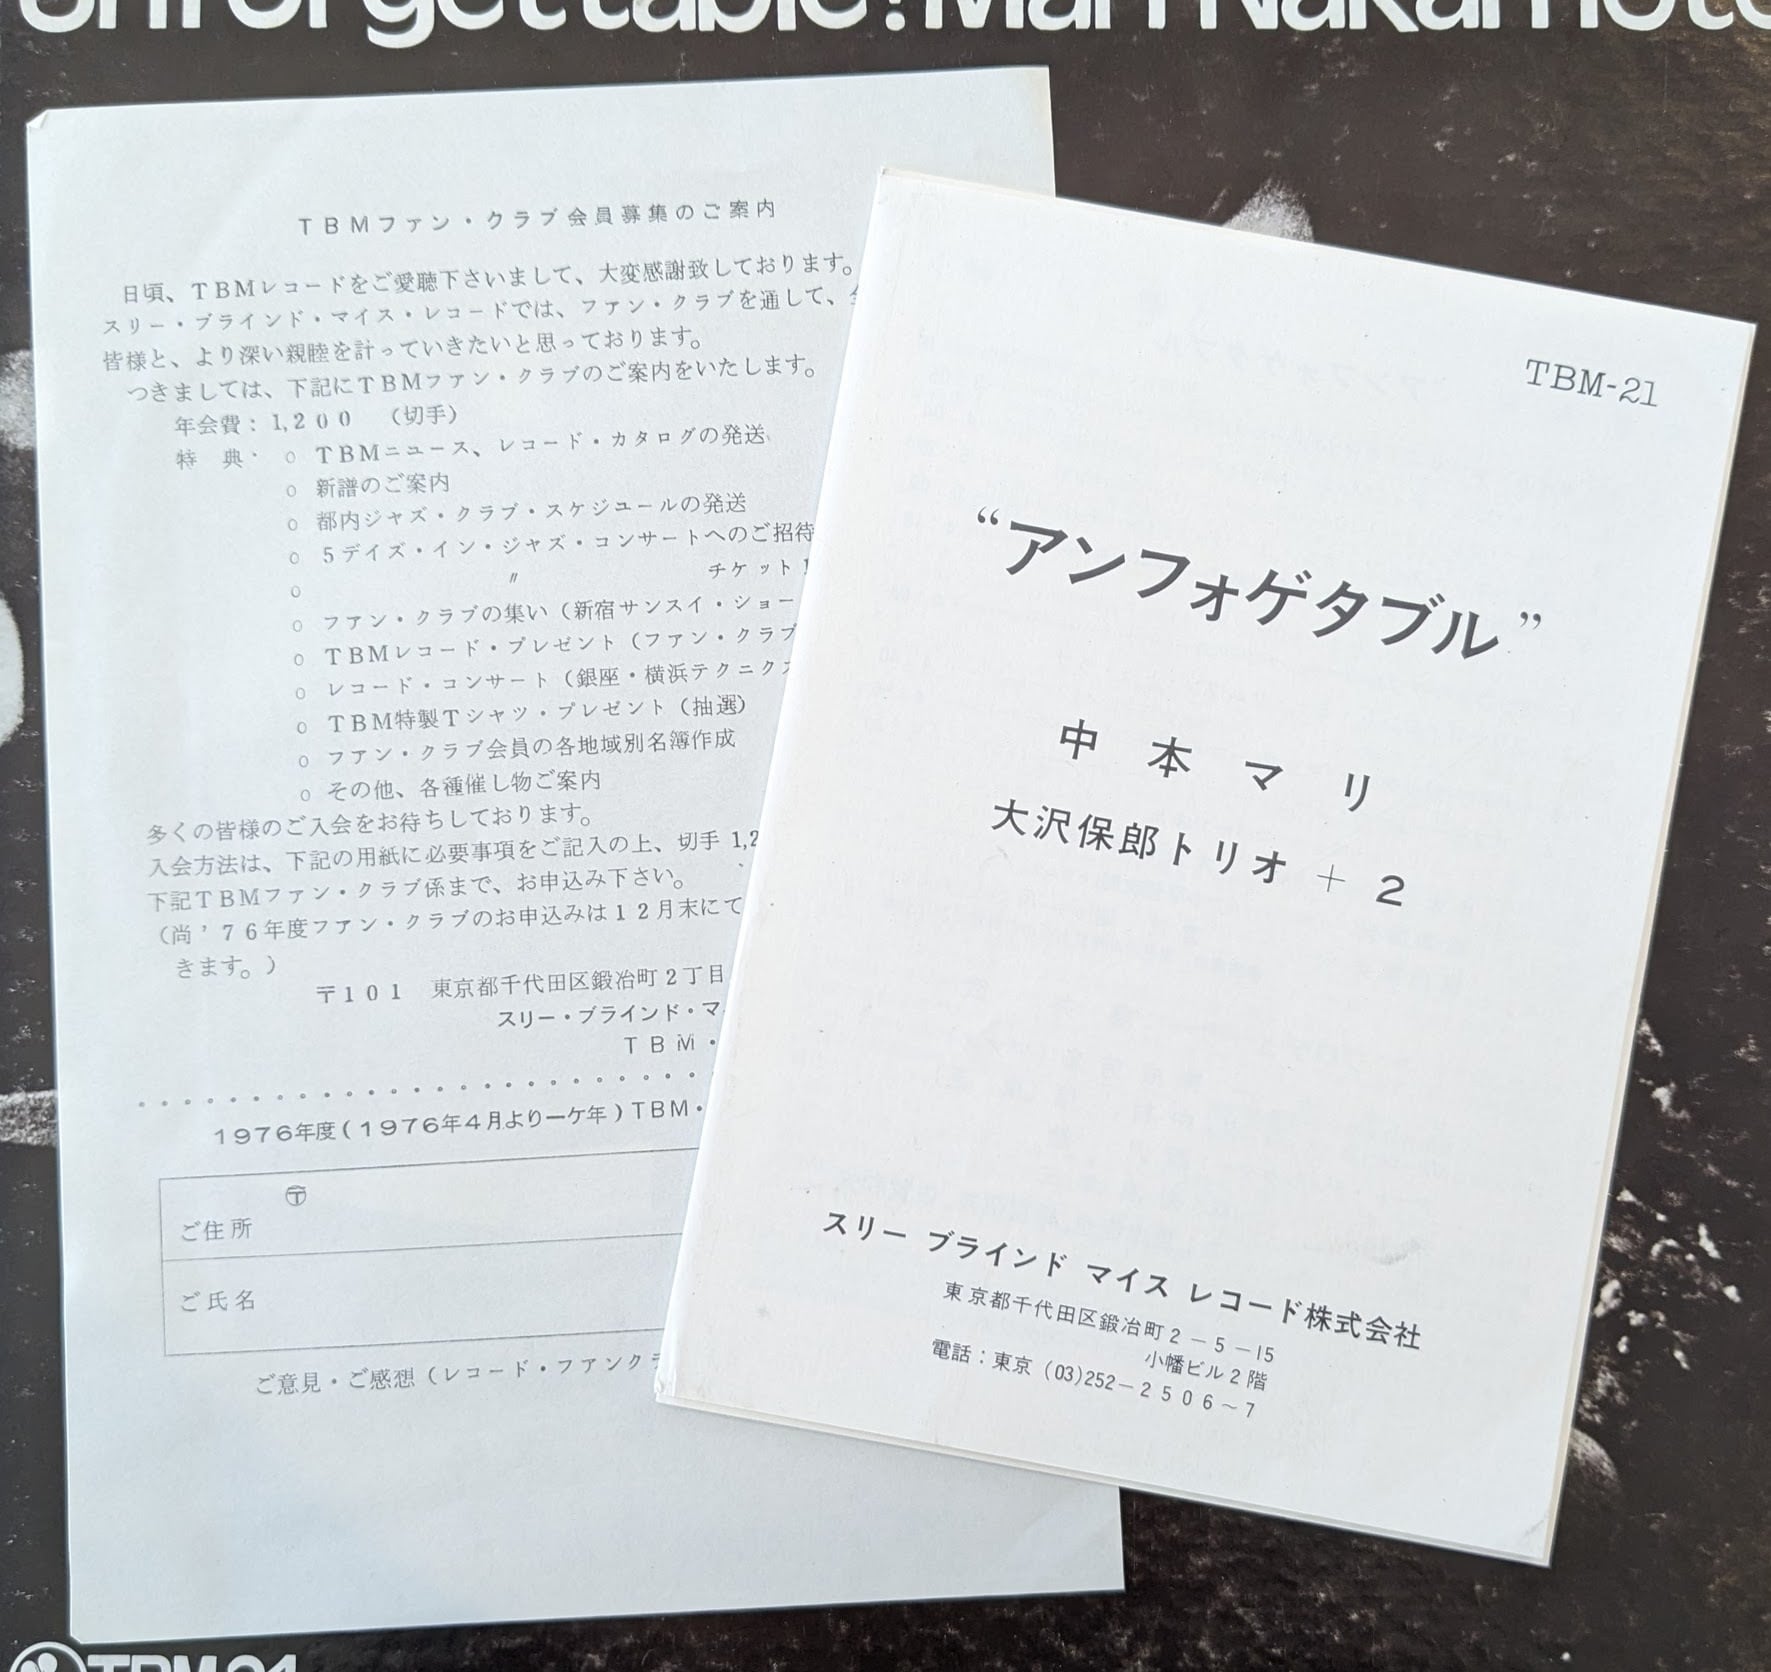 Unforgettable! Mari Nakamoto
TBMファン・クラブ会員募集のご案内
日頃、TBMレコードをご愛聴下さいまして、大変感謝致しております。
スリー・ブラインド・マイス・レコードでは、ファン・クラブを通して、
皆様と、より深い親睦を計っていきたいと思っております。
つきましては、下記にTBMファン・クラブのご案内をいたします。
年会費：1,200 （切手）
特 典・ ○ TBMニュース、レコード・カタログの発送
○ 新譜のご案内
○ 都内ジャズ・クラブ・スケジュールの発送
○ 5デイズ・イン・ジャズ・コンサートへのご招待
○ 〃 チケット
○ ファン・クラブの集い（新宿サンスイ・ショー
○ TBMレコード・プレゼント（ファン・クラブ
○ レコード・コンサート（銀座・横浜テクニクス
○ TBM特製Tシャツ・プレゼント（抽選）
○ ファン・クラブ会員の各地域別名簿作成
○ その他、各種催し物ご案内
多くの皆様のご入会をお待ちしております。
入会方法は、下記の用紙に必要事項をご記入の上、切手 1,2
下記TBMファン・クラブ係まで、お申込み下さい。
（尚'76年度ファン・クラブのお申込みは12月末にて
きます。）
〒101 東京都千代田区鍛冶町2丁目
スリー・ブラインド・マ
TBM・
1976年度(1976年4月より一ケ年)TBM・
〒
ご住所
ご氏名
ご意見・ご感想（レコード・ファンクラ
TBM-21
“アンフォゲタブル”
中本マリ
大沢保郎トリオ＋2
スリー ブラインド マイス レコード株式会社
東京都千代田区鍛冶町2－5－15
小幡ビル2階
電話：東京 (03)252－2506～7
TBM21